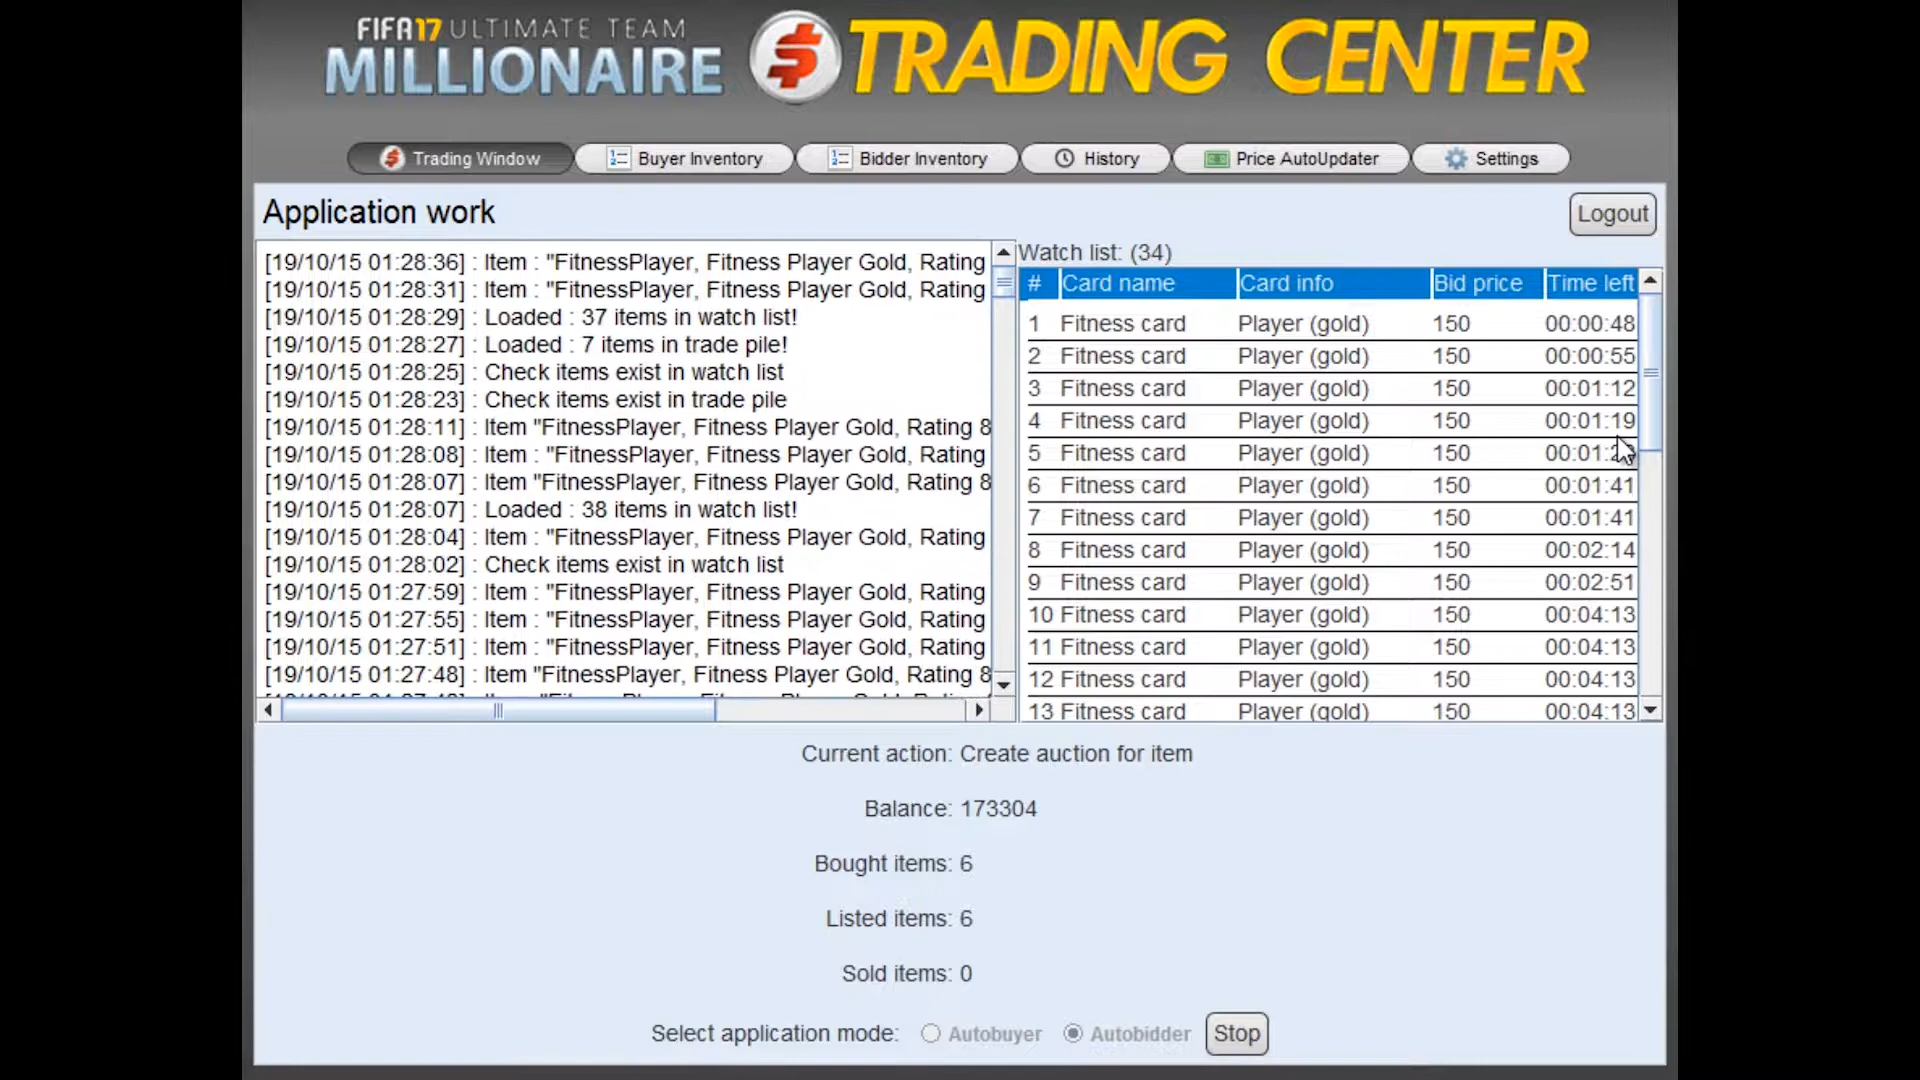 FIFA17 ULTIMATE TEAM
MILLIONAIRE
TRADING CENTER
Trading Window
Buyer Inventory
Bidder Inventory
History
Price AutoUpdater
Settings
Application work
Logout
[19/10/15 01:28:36] : Item : "FitnessPlayer, Fitness Player Gold, Rating
[19/10/15 01:28:31] : Item : "FitnessPlayer, Fitness Player Gold, Rating
[19/10/15 01:28:29] : Loaded : 37 items in watch list!
[19/10/15 01:28:27] : Loaded : 7 items in trade pile!
[19/10/15 01:28:25] : Check items exist in watch list
[19/10/15 01:28:23] : Check items exist in trade pile
[19/10/15 01:28:11] : Item "FitnessPlayer, Fitness Player Gold, Rating 8
[19/10/15 01:28:08] : Item : "FitnessPlayer, Fitness Player Gold, Rating
[19/10/15 01:28:07] : Item "FitnessPlayer, Fitness Player Gold, Rating 8
[19/10/15 01:28:07] : Loaded : 38 items in watch list!
[19/10/15 01:28:04] : Item : "FitnessPlayer, Fitness Player Gold, Rating
[19/10/15 01:28:02] : Check items exist in watch list
[19/10/15 01:27:59] : Item : "FitnessPlayer, Fitness Player Gold, Rating
[19/10/15 01:27:55] : Item : "FitnessPlayer, Fitness Player Gold, Rating
[19/10/15 01:27:51] : Item : "FitnessPlayer, Fitness Player Gold, Rating
[19/10/15 01:27:48] : Item "FitnessPlayer, Fitness Player Gold, Rating 8
Watch list: (34)
# Card name Card info Bid price Time left
1 Fitness card Player (gold) 150 00:00:48
2 Fitness card Player (gold) 150 00:00:55
3 Fitness card Player (gold) 150 00:01:12
4 Fitness card Player (gold) 150 00:01:19
5 Fitness card Player (gold) 150
6 Fitness card Player (gold) 150 00:01:41
7 Fitness card Player (gold) 150 00:01:41
8 Fitness card Player (gold) 150 00:02:14
9 Fitness card Player (gold) 150 00:02:51
10 Fitness card Player (gold) 150 00:04:13
11 Fitness card Player (gold) 150 00:04:13
12 Fitness card Player (gold) 150 00:04:13
13 Fitness card Player (gold) 150 00:04:13
Current action: Create auction for item
Balance: 173304
Bought items: 6
Listed items: 6
Sold items: 0
Select application mode: Autobuyer Autobidder Stop